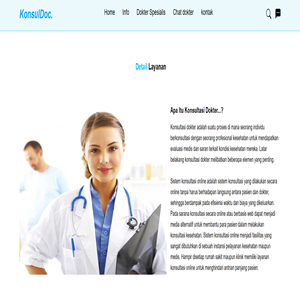 KonsulDoc.
Home Info Dokter Spesialis Chat dokter kontak
Detail Layanan
Apa Itu Konsultasi Dokter...?
Konsultasi dokter adalah suatu proses di mana seorang individu
berkonsultasi dengan seorang profesional kesehatan untuk mendapatkan
evaluasi medis dan saran terkait kondisi kesehatan mereka. Latar
belakang konsultasi dokter melibatkan beberapa elemen yang penting.
Sistem konsultasi online adalah sistem konsultasi yang dilakukan secara
online tanpa harus berhadapan langsung antara pasien dan dokter,
sehingga berdampak pada efisiensi waktu dan biaya yang dikeluarkan.
Pada sarana konsultasi secara online atau berbasis web dapat menjadi
media alternatif untuk membantu para pasien dalam melakukan
konsultasi kesehatan. Sistem konsultasi online menjadi fasilitas yang
sangat dibutuhkan di sebuah instansi pelayanan kesehatan maupun
medis. Hampir disetiap rumah sakit maupun klinik memiliki layanan
konsultasi online untuk menghindari antrian panjang pasien.